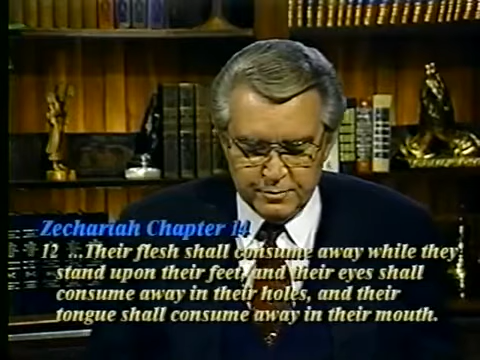 Zechariah Chapter 14
12 ...Their flesh shall consume away while they
stand upon their feet, and their eyes shall
consume away in their holes, and their
tongue shall consume away in their mouth.